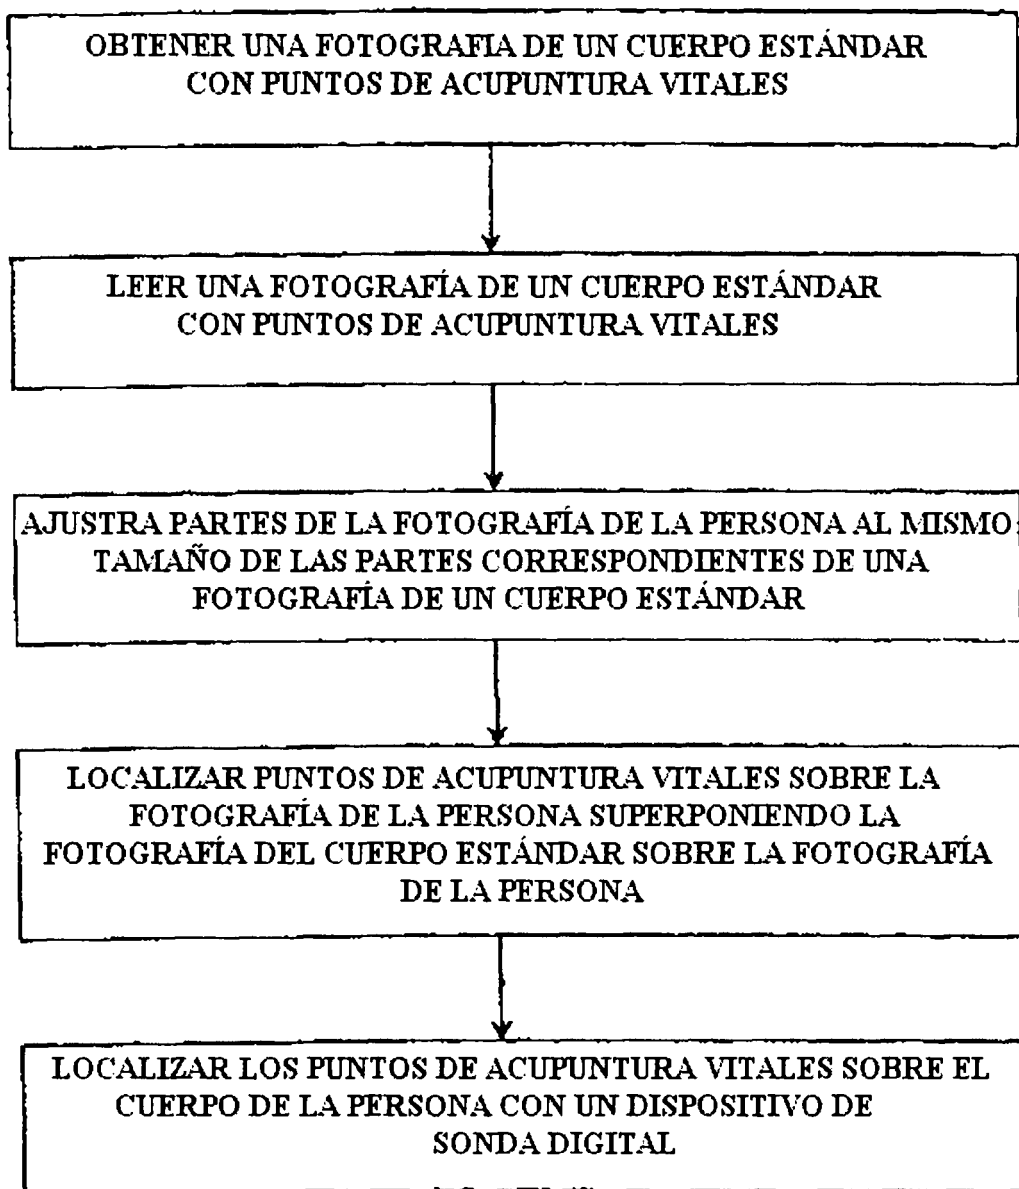 OBTENER UNA FOTOGRAFIA DE UN CUERPO ESTÁNDAR
CON PUNTOS DE ACUPUNTURA VITALES
LEER UNA FOTOGRAFÍA DE UN CUERPO ESTÁNDAR
CON PUNTOS DE ACUPUNTURA VITALES
AJUSTRA PARTES DE LA FOTOGRAFÍA DE LA PERSONA AL MISMO
TAMAÑO DE LAS PARTES CORRESPONDIENTES DE UNA
FOTOGRAFÍA DE UN CUERPO ESTÁNDAR
LOCALIZAR PUNTOS DE ACUPUNTURA VITALES SOBRE LA
FOTOGRAFÍA DE LA PERSONA SUPERPONIENDO LA
FOTOGRAFÍA DEL CUERPO ESTÁNDAR SOBRE LA FOTOGRAFÍA
DE LA PERSONA
LOCALIZAR LOS PUNTOS DE ACUPUNTURA VITALES SOBRE EL
CUERPO DE LA PERSONA CON UN DISPOSITIVO DE
SONDA DIGITAL